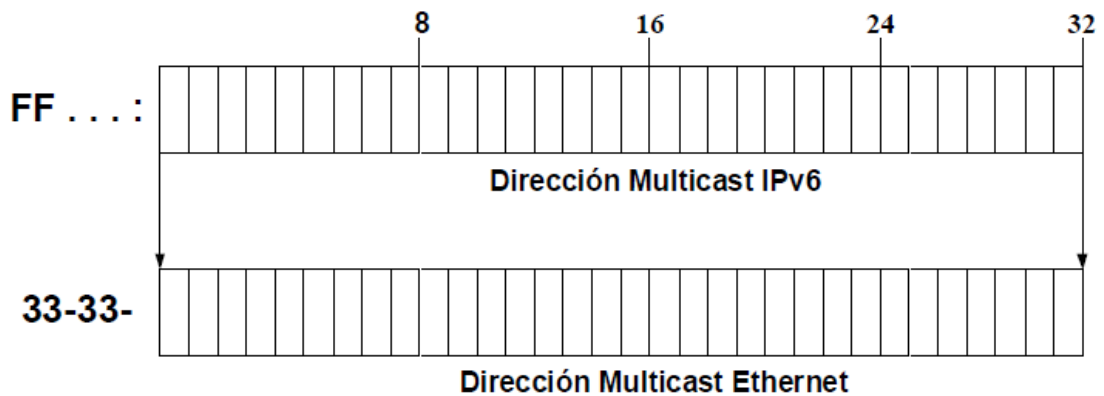 8 16 24 32
FF . . . :
Dirección Multicast IPv6
33-33-
Dirección Multicast Ethernet